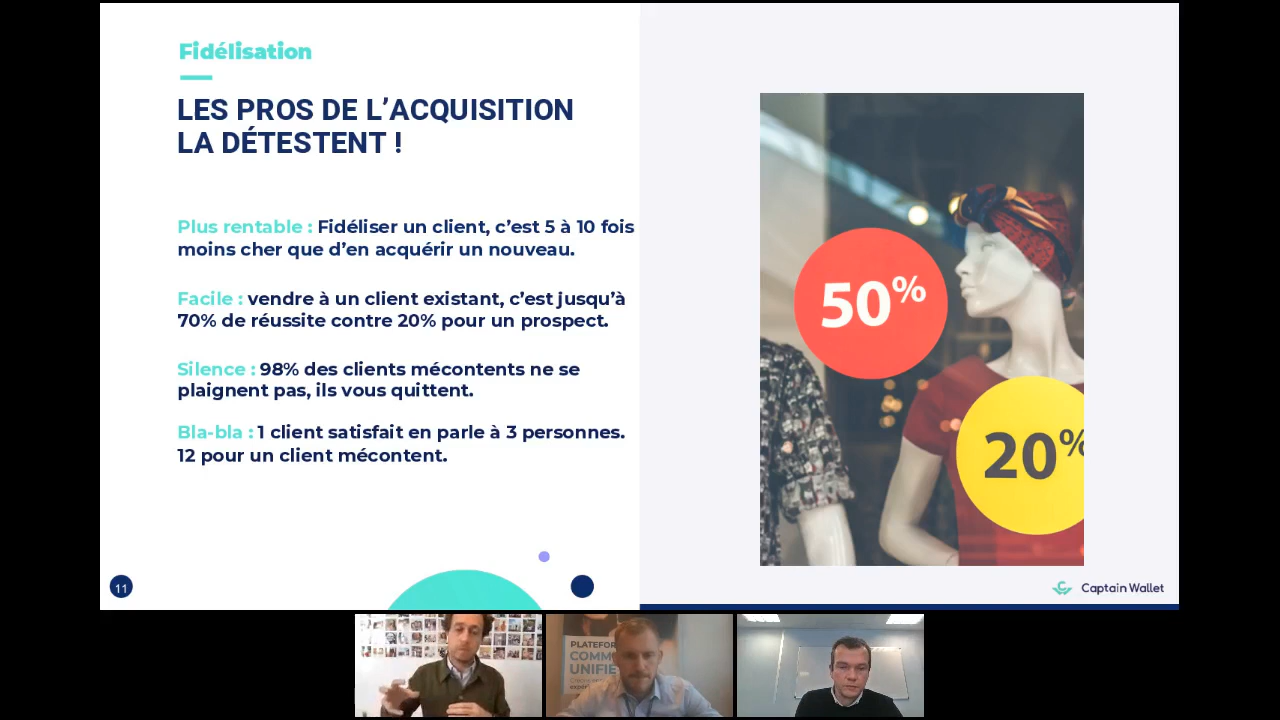 Fidélisation
LES PROS DE L’ACQUISITION
LA DÉTESTENT !
Plus rentable : Fidéliser un client, c’est 5 à 10 fois
moins cher que d’en acquérir un nouveau.
Facile : vendre à un client existant, c’est jusqu’à
70% de réussite contre 20% pour un prospect.
Silence : 98% des clients mécontents ne se
plaignent pas, ils vous quittent.
Bla-bla : 1 client satisfait en parle à 3 personnes.
12 pour un client mécontent.
50%
20%
11
Captain Wallet
PLATEFOR
COMM
UNIFIE